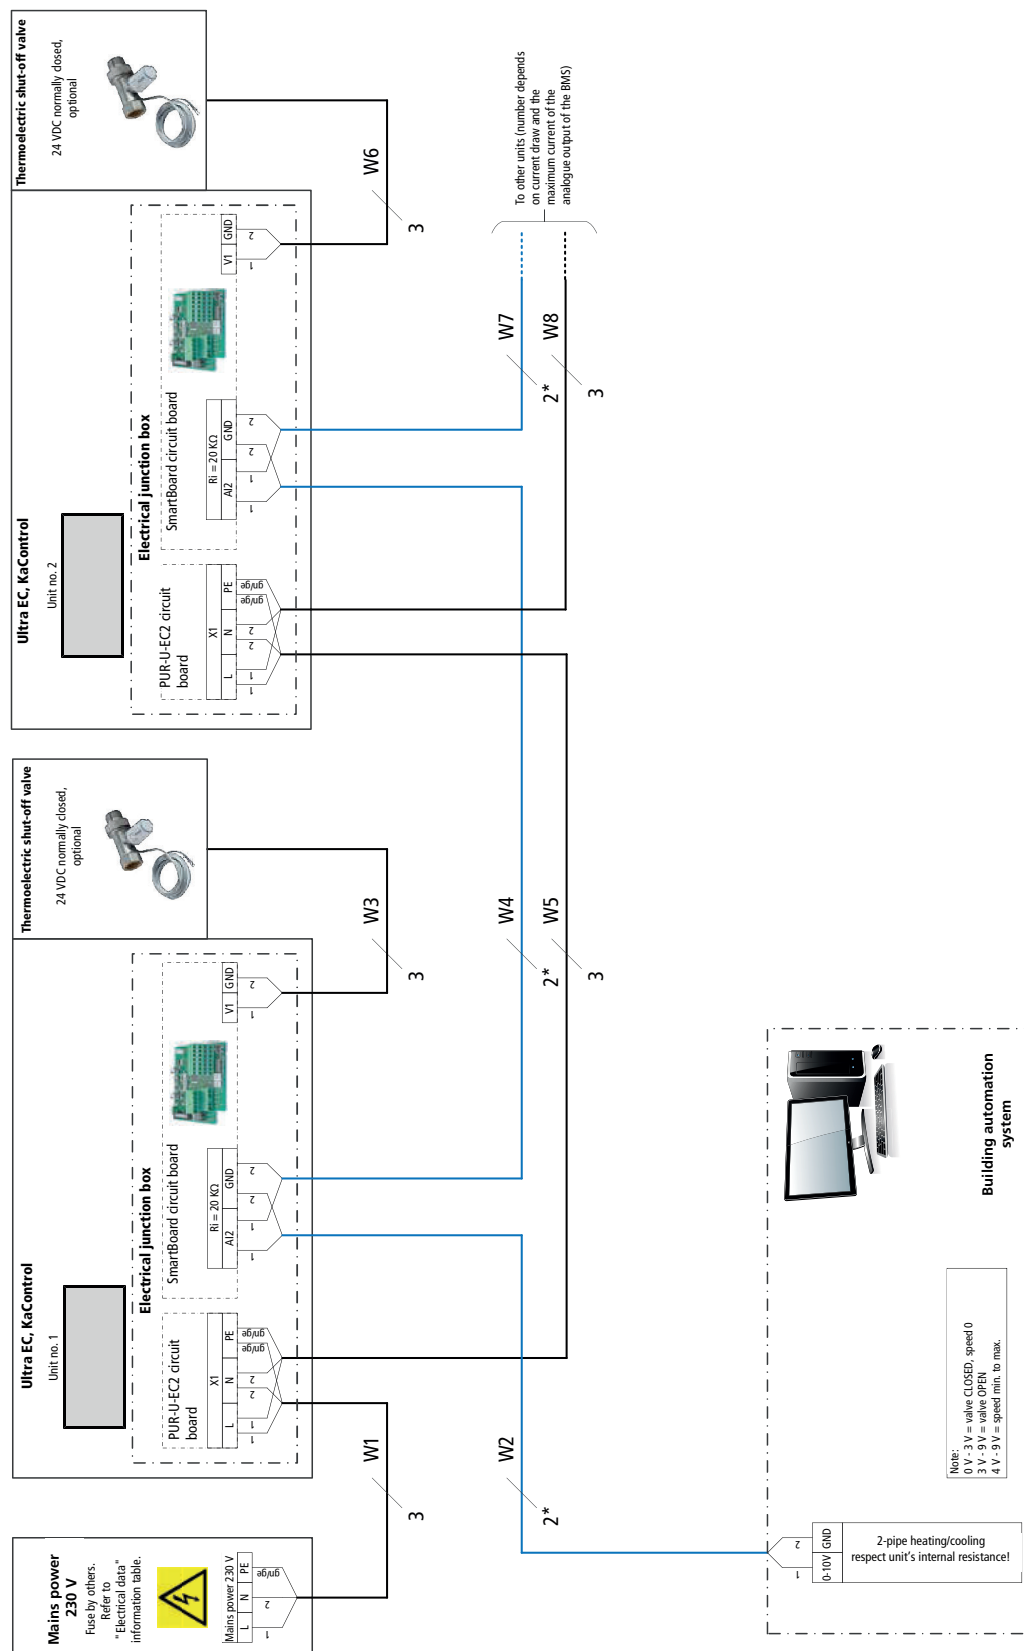 Mains power
230 V
Fuse by others.
Refer to
"Electrical data"
information table.
Mains power 230 V
L N PE
1 2 gn/ge
W1
3
Ultra EC, KaControl
Unit no. 1
Electrical junction box
PUR-U-EC2 circuit
board
X1
L N PE
1 1 2 2 gn/ge gn/ge
SmartBoard circuit board
Ri = 20 KΩ
AI2 GND
1 1 2 2
V1 GND
1 2
Thermoelectric shut-off valve
24 VDC normally closed,
optional
W3
3
W2
2*
W4
2*
W5
3
Ultra EC, KaControl
Unit no. 2
Electrical junction box
PUR-U-EC2 circuit
board
X1
L N PE
1 1 2 2 gn/ge gn/ge
SmartBoard circuit board
Ri = 20 KΩ
AI2 GND
1 1 2 2
V1 GND
1 2
Thermoelectric shut-off valve
24 VDC normally closed,
optional
W6
3
W7
2*
W8
3
To other units (number depends
on current draw and the
maximum current of the
analogue output of the BMS)
1 2
0-10V GND
2-pipe heating/cooling
respect unit's internal resistance!
Note:
0 V - 3 V = valve CLOSED, speed 0
3 V - 9 V = valve OPEN
4 V - 9 V = speed min. to max.
Building automation
system